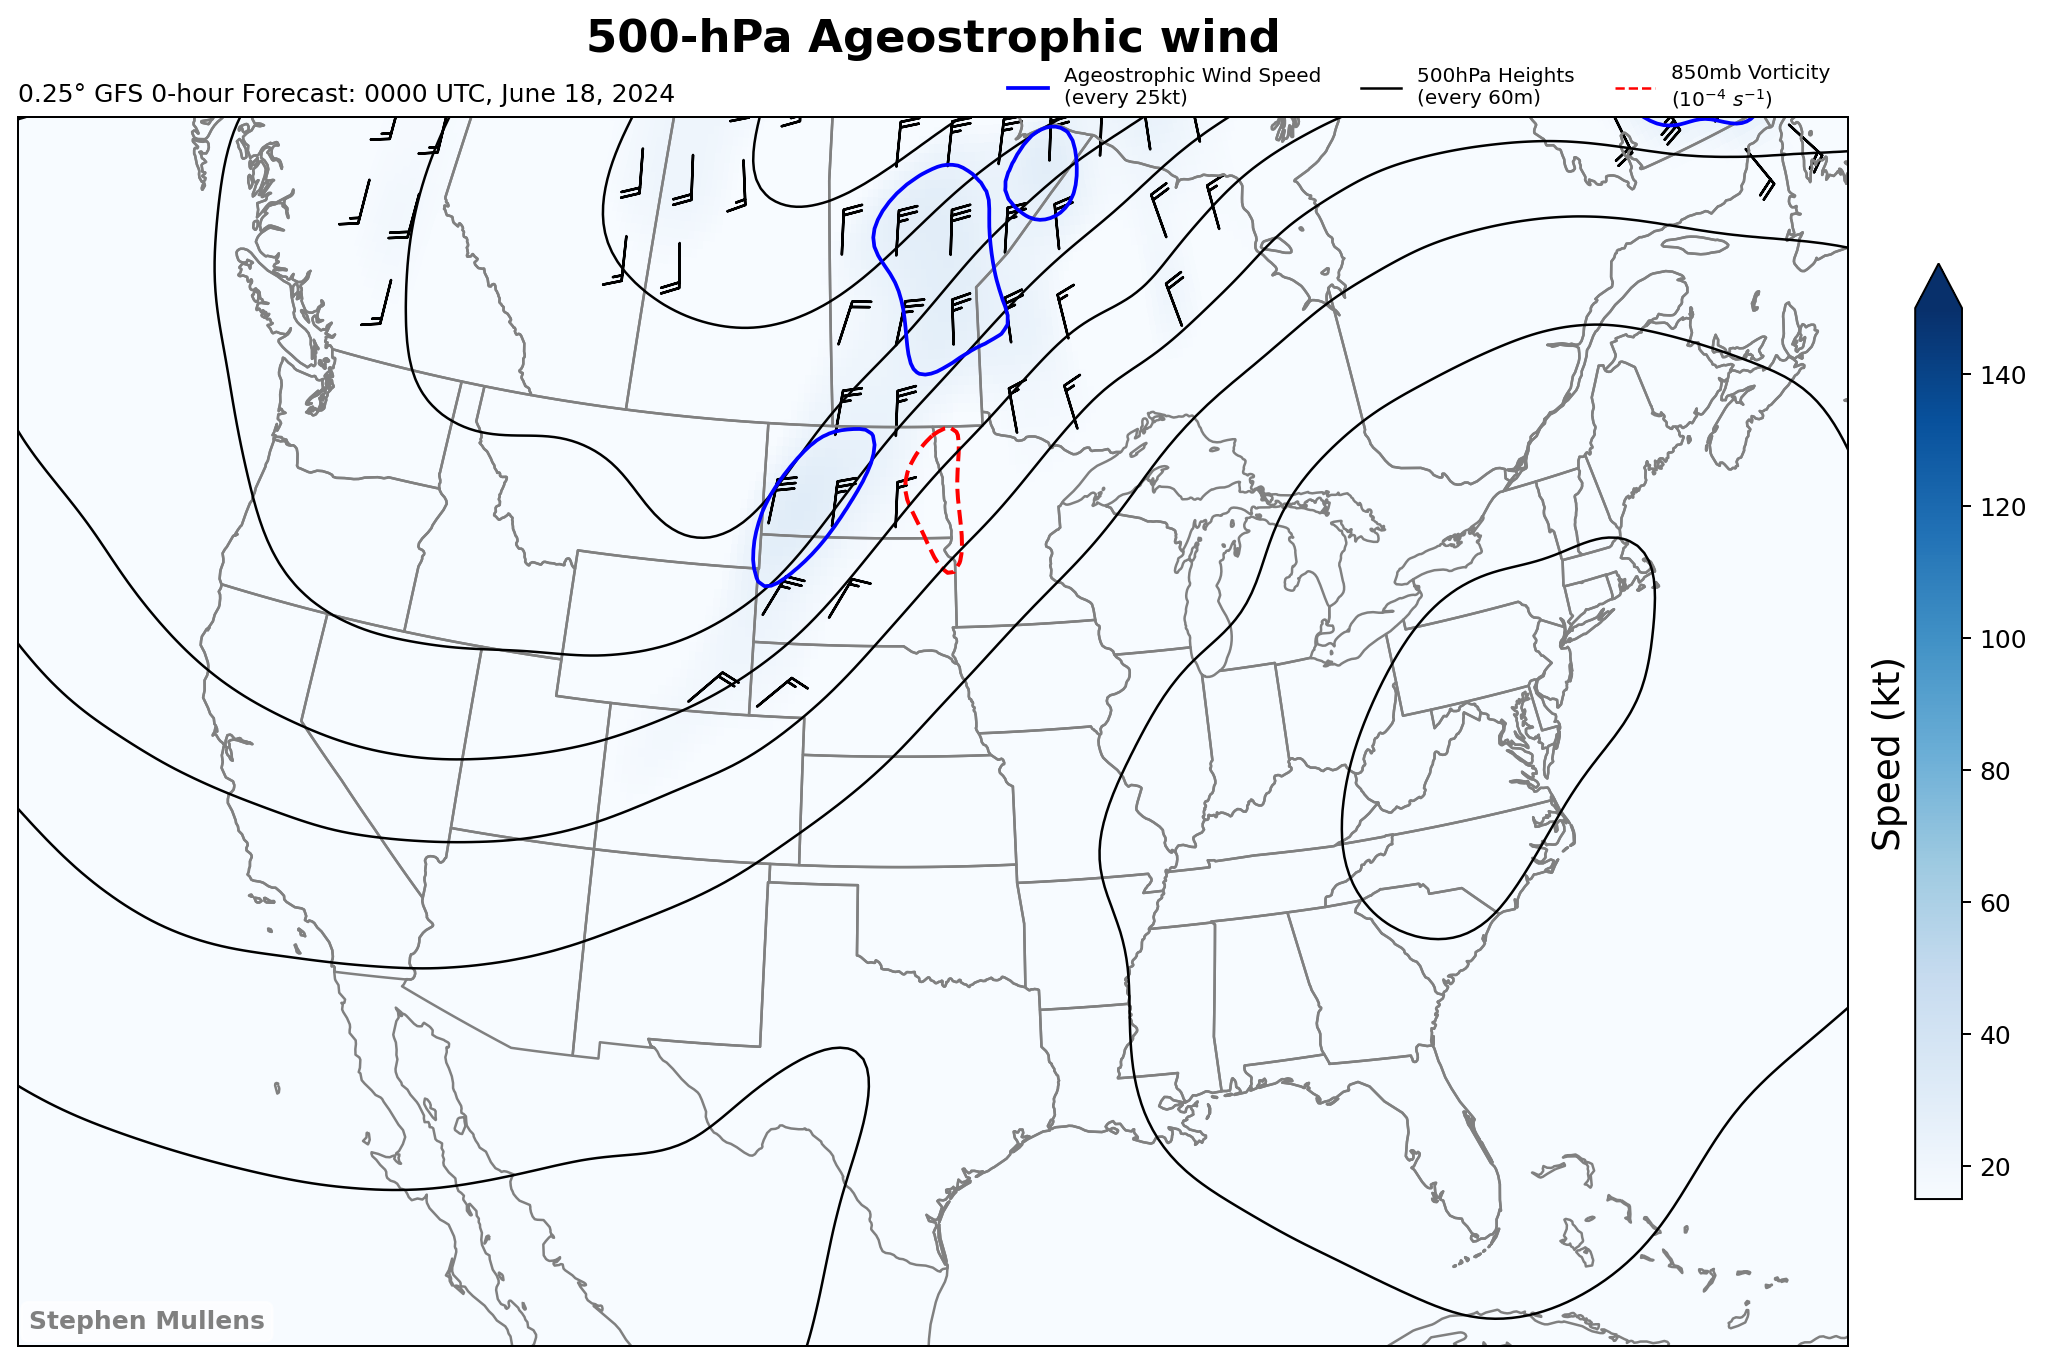 500-hPa Ageostrophic wind
0.25° GFS 0-hour Forecast: 0000 UTC, June 18, 2024
Ageostrophic Wind Speed
(every 25kt)
500hPa Heights
(every 60m)
850mb Vorticity
(10⁻⁴ s⁻¹)
140
120
100
80
60
40
20
Speed (kt)
Stephen Mullens